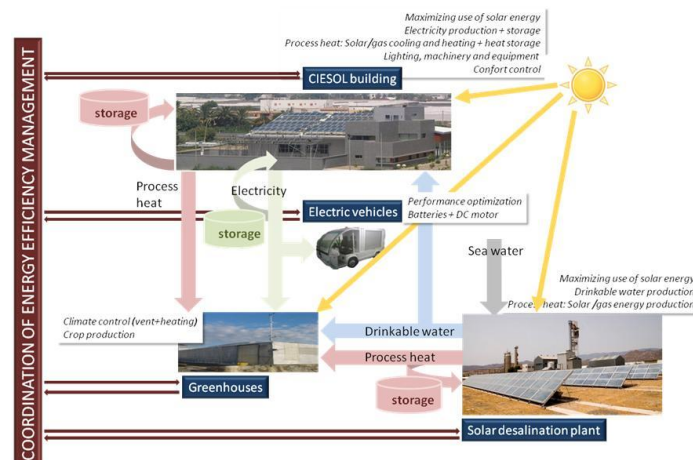 COORDINATION OF ENERGY EFFICIENCY MANAGEMENT
Maximizing use of solar energy
Electricity production + storage
Process heat: Solar/gas cooling and heating + heat storage
Lighting, machinery and equipment
Confort control
CIESOL building
storage
Process
heat
Electricity
storage
Electric vehicles
Performance optimization
Batteries + DC motor
Sea water
Maximizing use of solar energy
Drinkable water production
Process heat: Solar /gas energy production
Climate control (vent+heating)
Crop production
Drinkable water
Process heat
Greenhouses
storage
Solar desalination plant